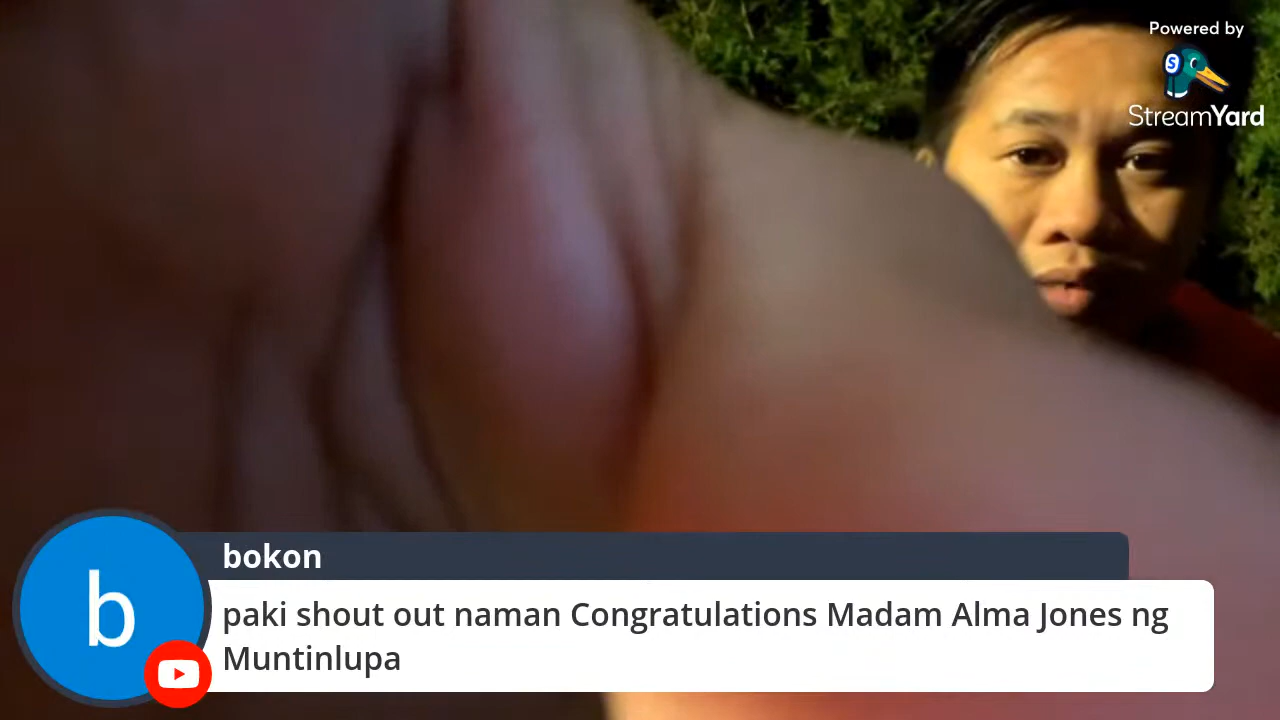 Powered by
S
StreamYard
bokon
b
paki shout out naman Congratulations Madam Alma Jones ng
Muntinlupa